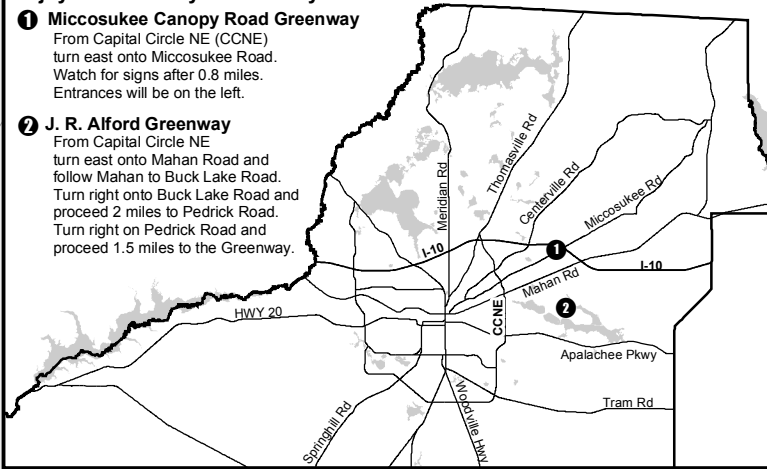 ❶ Miccosukee Canopy Road Greenway
From Capital Circle NE (CCNE)
turn east onto Miccosukee Road.
Watch for signs after 0.8 miles.
Entrances will be on the left.
❷ J. R. Alford Greenway
From Capital Circle NE
turn east onto Mahan Road and
follow Mahan to Buck Lake Road.
Turn right onto Buck Lake Road and
proceed 2 miles to Pedrick Road.
Turn right on Pedrick Road and
proceed 1.5 miles to the Greenway.
Meridian Rd
Thomasville Rd
Centerville Rd
Miccosukee Rd
I-10
❶
I-10
Mahan Rd
❷
HWY 20
CCNE
Apalachee Pkwy
Tram Rd
Springhill Rd
Woodville Hwy